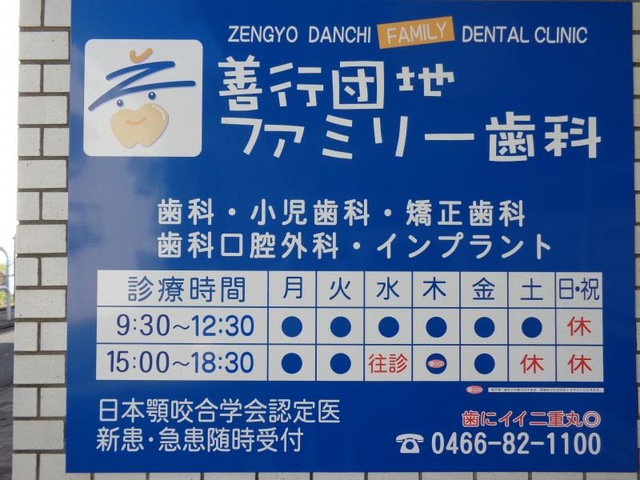 ZENGYO DANCHI FAMILY DENTAL CLINIC
善行団地
ファミリー歯科
歯科・小児歯科・矯正歯科
歯科口腔外科・インプラント
診療時間 月 火 水 木 金 土 日・祝
9:30～12:30 ● ● ● ● ● ● 休
15:00～18:30 ● ● 往診 ● 休 休
日本顎咬合学会認定医
歯にイイ二重丸◎
新患・急患随時受付
☎0466-82-1100